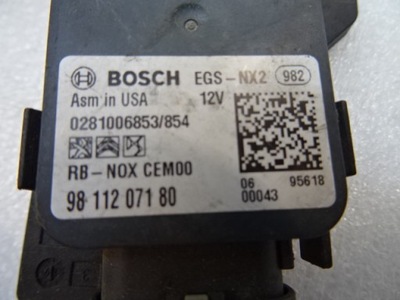 BOSCH EGS-NX2 982
Asm in USA 12V
0281006853/854
RB-NOX CEM00
98 112 071 80
06 95618
00043